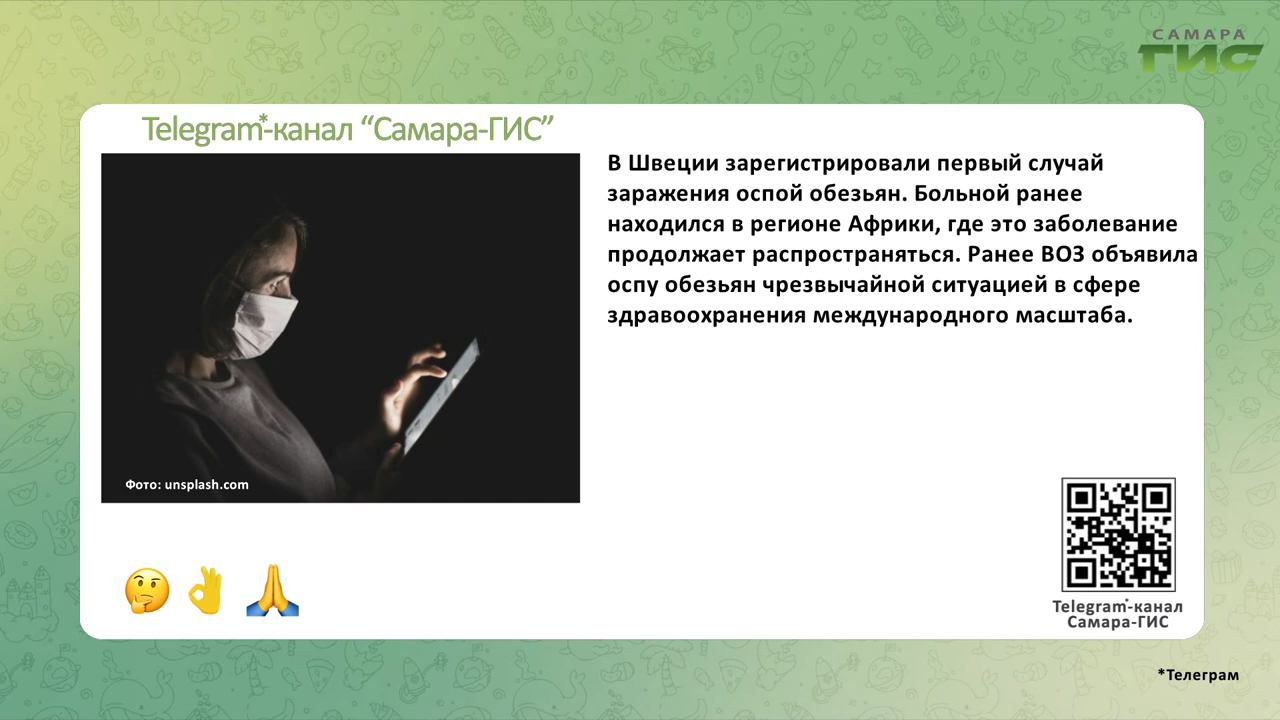 САМАРА
ГИС
Telegram*-канал “Самара-ГИС”
В Швеции зарегистрировали первый случай
заражения оспой обезьян. Больной ранее
находился в регионе Африки, где это заболевание
продолжает распространяться. Ранее ВОЗ объявила
оспу обезьян чрезвычайной ситуацией в сфере
здравоохранения международного масштаба.
Фото: unsplash.com
Telegram*-канал
Самара-ГИС
*Телеграм